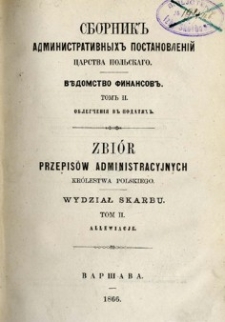 СБОРНИКЪ
АДМИНИСТРАТИВНЫХЪ ПОСТАНОВЛЕНІЙ
ЦАРСТВА ПОЛЬСКАГО.
ВѢДОМСТВО ФИНАНСОВЪ.
ТОМЪ II.
ОБЛЕГЧЕНІЯ ВЪ ПОДАТЯХЪ.
ZBIÓR
PRZEPISÓW ADMINISTRACYJNYCH
KRÓLESTWA POLSKIEGO.
WYDZIAŁ SKARBU.
TOM II.
ALLEWIACJE.
ВАРШАВА.
1866.